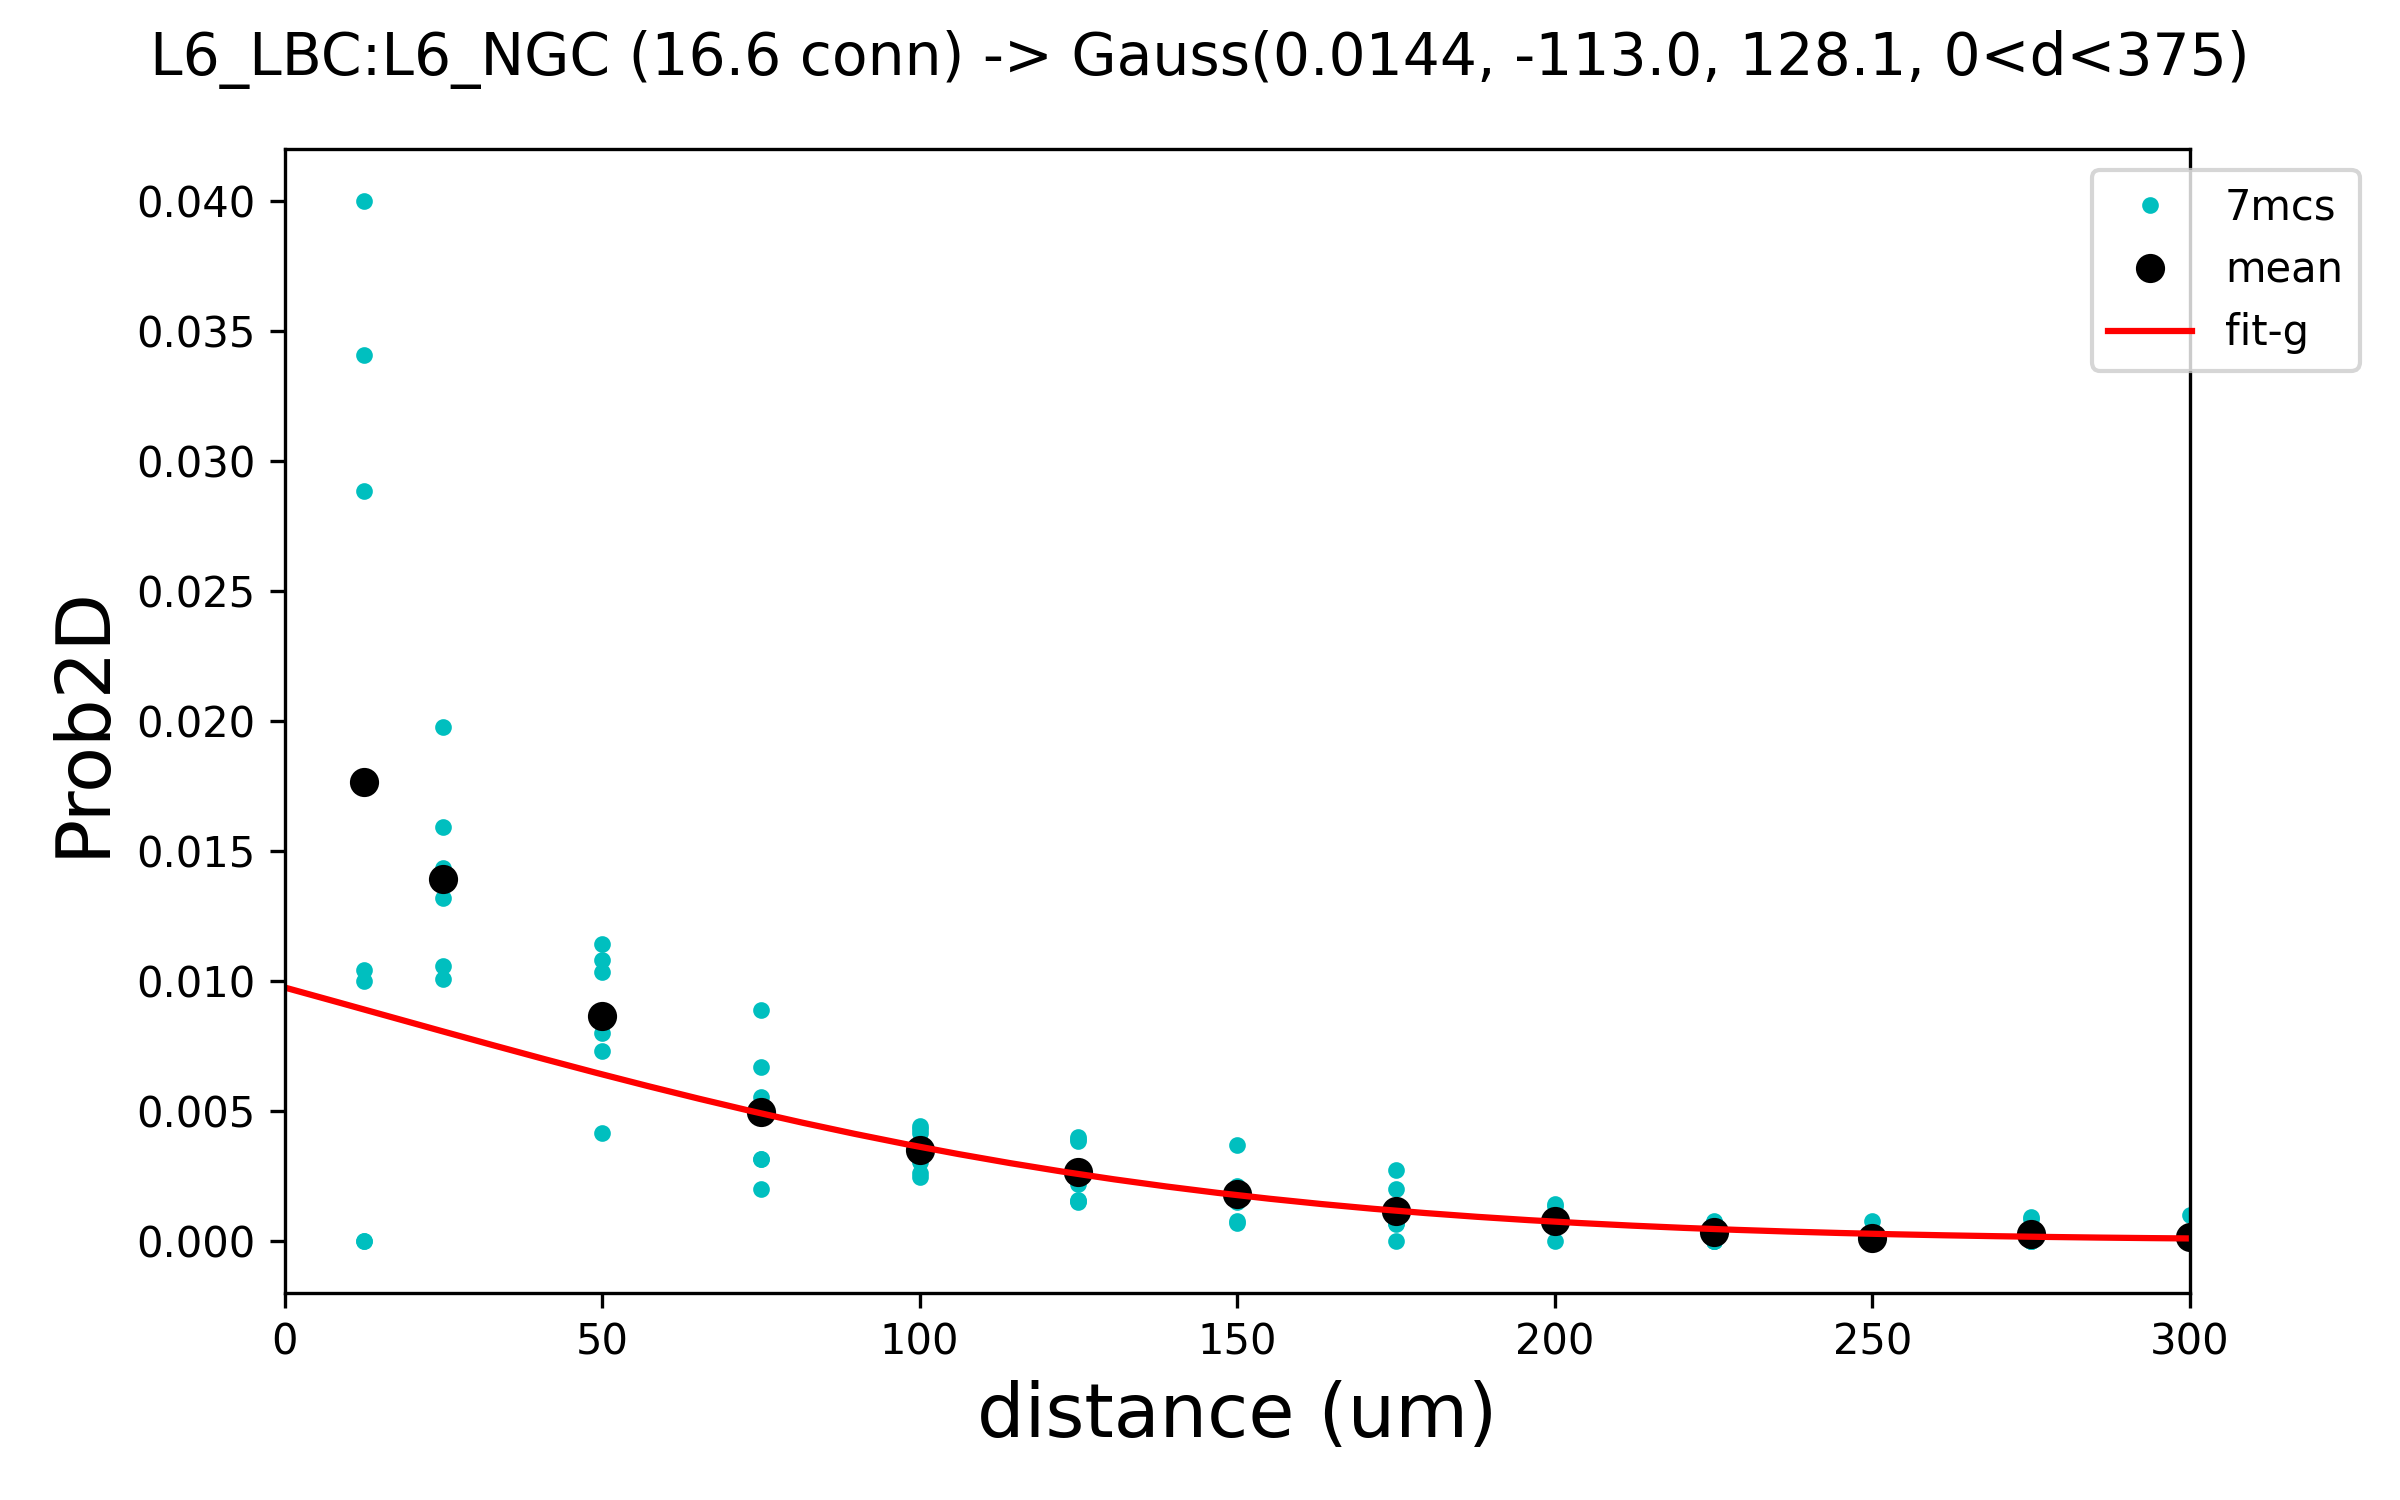 L6_LBC:L6_NGC (16.6 conn) -> Gauss(0.0144, -113.0, 128.1, 0<d<375)
7mcs
mean
fit-g
Prob2D
0.040
0.035
0.030
0.025
0.020
0.015
0.010
0.005
0.000
0 50 100 150 200 250 300
distance (um)